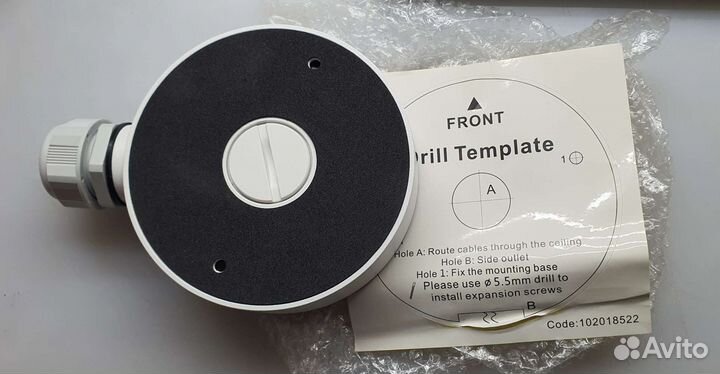 FRONT
Drill Template
1
A
Hole A: Route cables through the ceiling
Hole B: Side outlet
Hole 1: Fix the mounting base
Please use ø5.5mm drill to
install expansion screws
B
Code:102018522
Avito